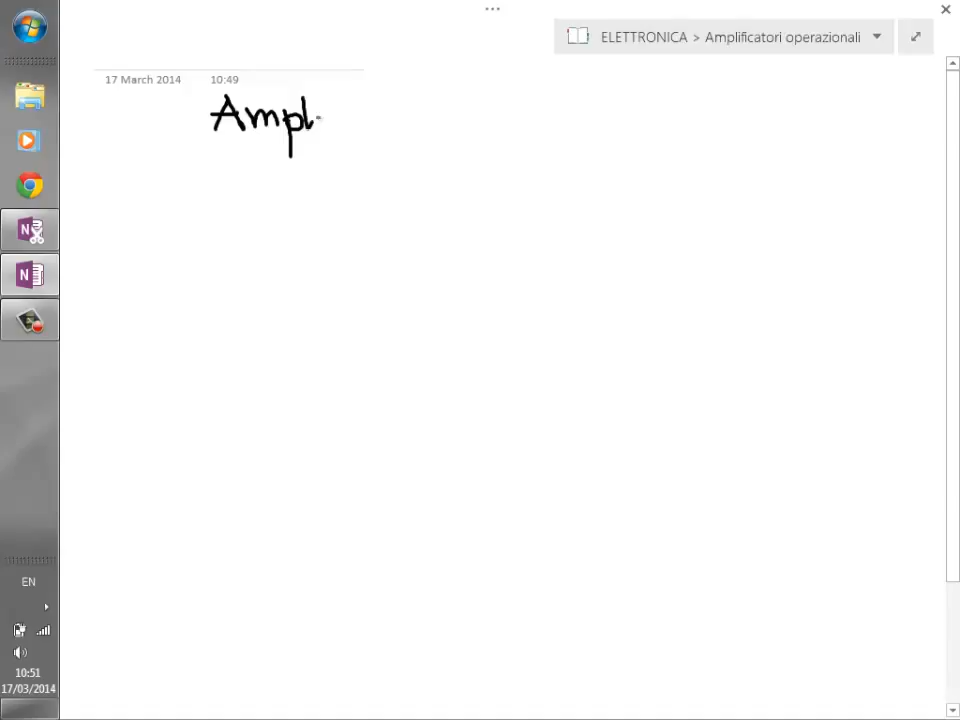 ELETTRONICA > Amplificatori operazionali
17 March 2014 10:49
Ampl
EN
10:51
17/03/2014